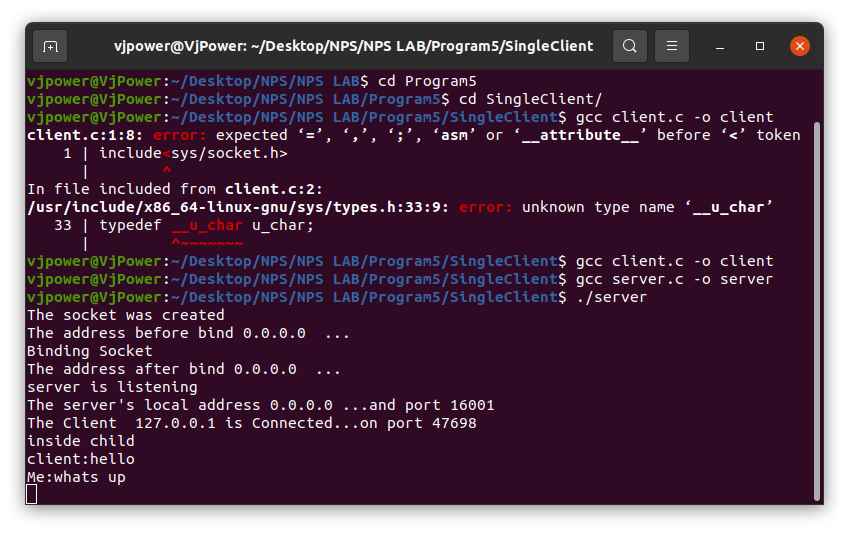 vjpower@VjPower: ~/Desktop/NPS/NPS LAB/Program5/SingleClient
vjpower@VjPower:~/Desktop/NPS/NPS LAB$ cd Program5
vjpower@VjPower:~/Desktop/NPS/NPS LAB/Program5$ cd SingleClient/
vjpower@VjPower:~/Desktop/NPS/NPS LAB/Program5/SingleClient$ gcc client.c -o client
client.c:1:8: error: expected ‘=’, ‘,’, ‘;’, ‘asm’ or ‘__attribute__’ before ‘<’ token
    1 | include<sys/socket.h>
      |        ^
In file included from client.c:2:
/usr/include/x86_64-linux-gnu/sys/types.h:33:9: error: unknown type name ‘__u_char’
   33 | typedef __u_char u_char;
      |         ^~~~~~~~
vjpower@VjPower:~/Desktop/NPS/NPS LAB/Program5/SingleClient$ gcc client.c -o client
vjpower@VjPower:~/Desktop/NPS/NPS LAB/Program5/SingleClient$ gcc server.c -o server
vjpower@VjPower:~/Desktop/NPS/NPS LAB/Program5/SingleClient$ ./server
The socket was created
The address before bind 0.0.0.0  ...
Binding Socket
The address after bind 0.0.0.0  ...
server is listening
The server's local address 0.0.0.0 ...and port 16001
The Client  127.0.0.1 is Connected...on port 47698
inside child
client:hello
Me:whats up